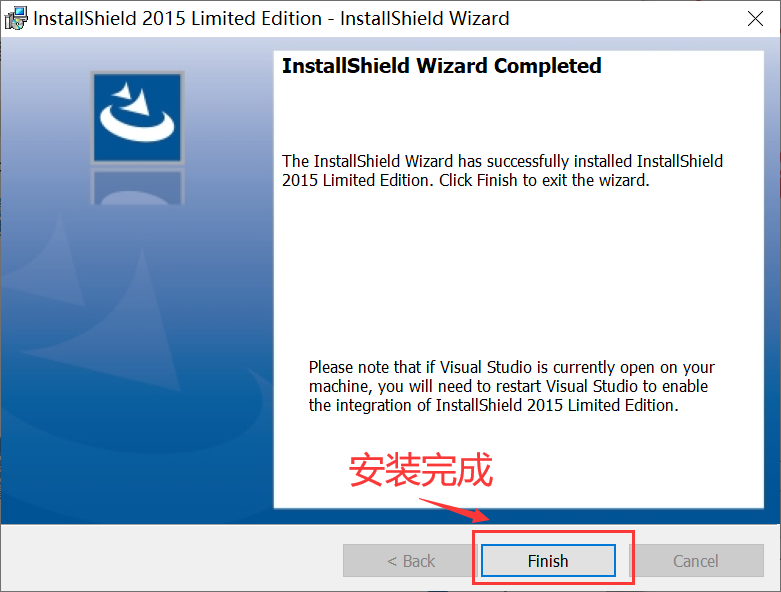 InstallShield 2015 Limited Edition - InstallShield Wizard
InstallShield Wizard Completed
The InstallShield Wizard has successfully installed InstallShield
2015 Limited Edition. Click Finish to exit the wizard.
Please note that if Visual Studio is currently open on your
machine, you will need to restart Visual Studio to enable
the integration of InstallShield 2015 Limited Edition.
安装完成
< Back Finish Cancel